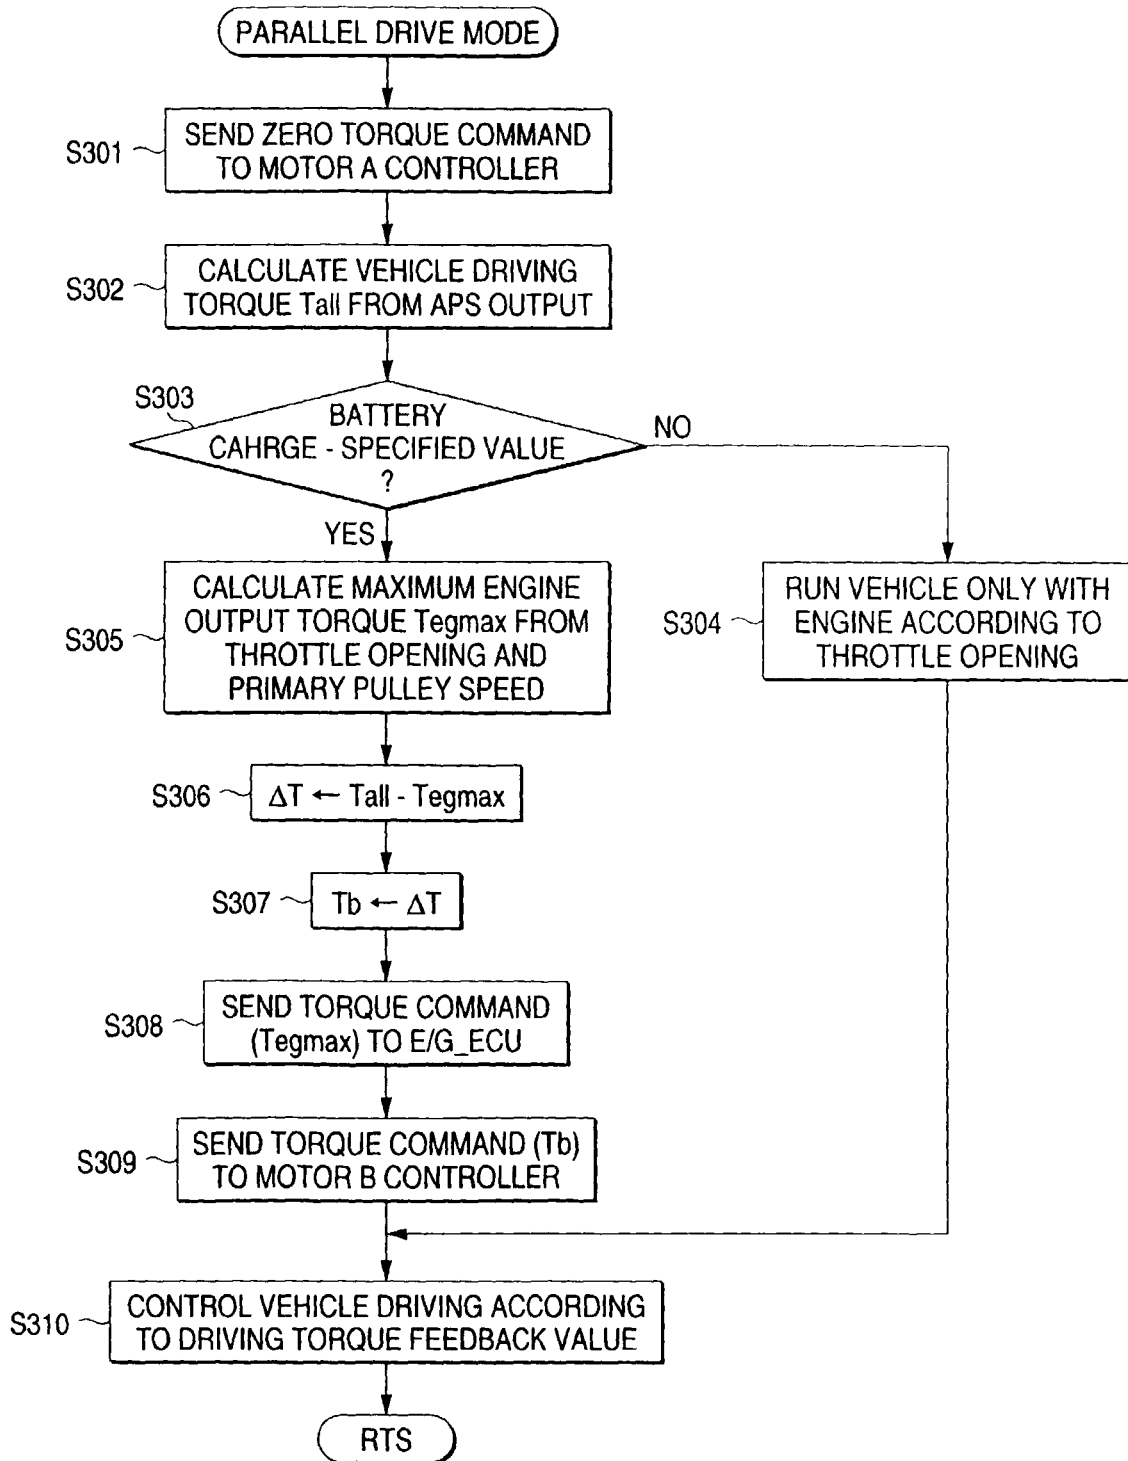 PARALLEL DRIVE MODE
S301
SEND ZERO TORQUE COMMAND
TO MOTOR A CONTROLLER
S302
CALCULATE VEHICLE DRIVING
TORQUE Tall FROM APS OUTPUT
S303
BATTERY
CAHRGE - SPECIFIED VALUE
?
NO
YES
S305
CALCULATE MAXIMUM ENGINE
OUTPUT TORQUE Tegmax FROM
THROTTLE OPENING AND
PRIMARY PULLEY SPEED
S304
RUN VEHICLE ONLY WITH
ENGINE ACCORDING TO
THROTTLE OPENING
S306
ΔT ← Tall - Tegmax
S307
Tb ← ΔT
S308
SEND TORQUE COMMAND
(Tegmax) TO E/G_ECU
S309
SEND TORQUE COMMAND (Tb)
TO MOTOR B CONTROLLER
S310
CONTROL VEHICLE DRIVING ACCORDING
TO DRIVING TORQUE FEEDBACK VALUE
RTS